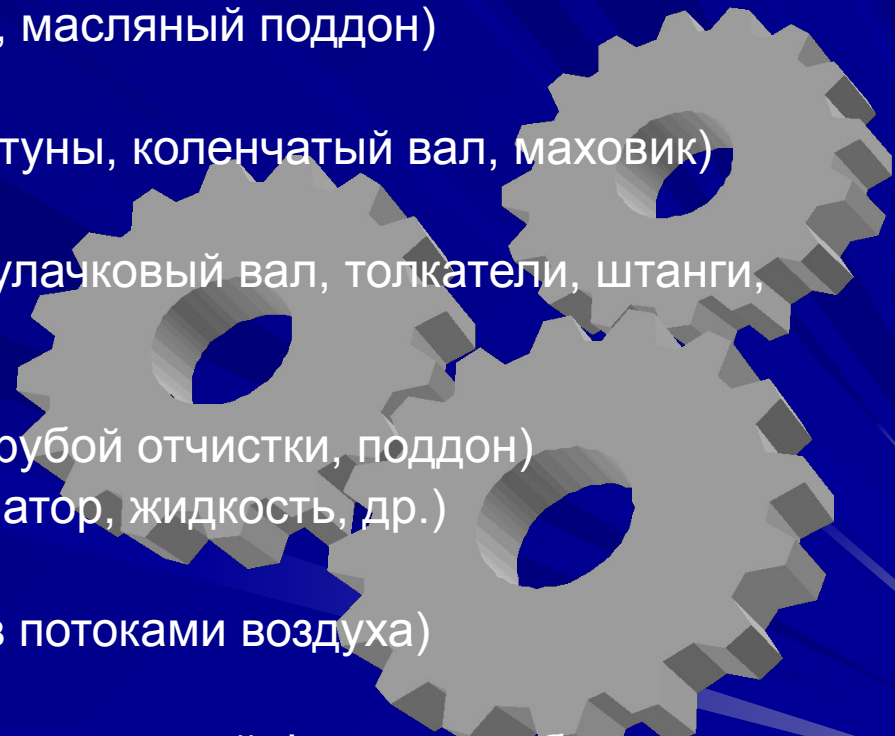 , масляный поддон)
туны, коленчатый вал, маховик)
улачковый вал, толкатели, штанги,
рубой отчистки, поддон)
атор, жидкость, др.)
в потоками воздуха)